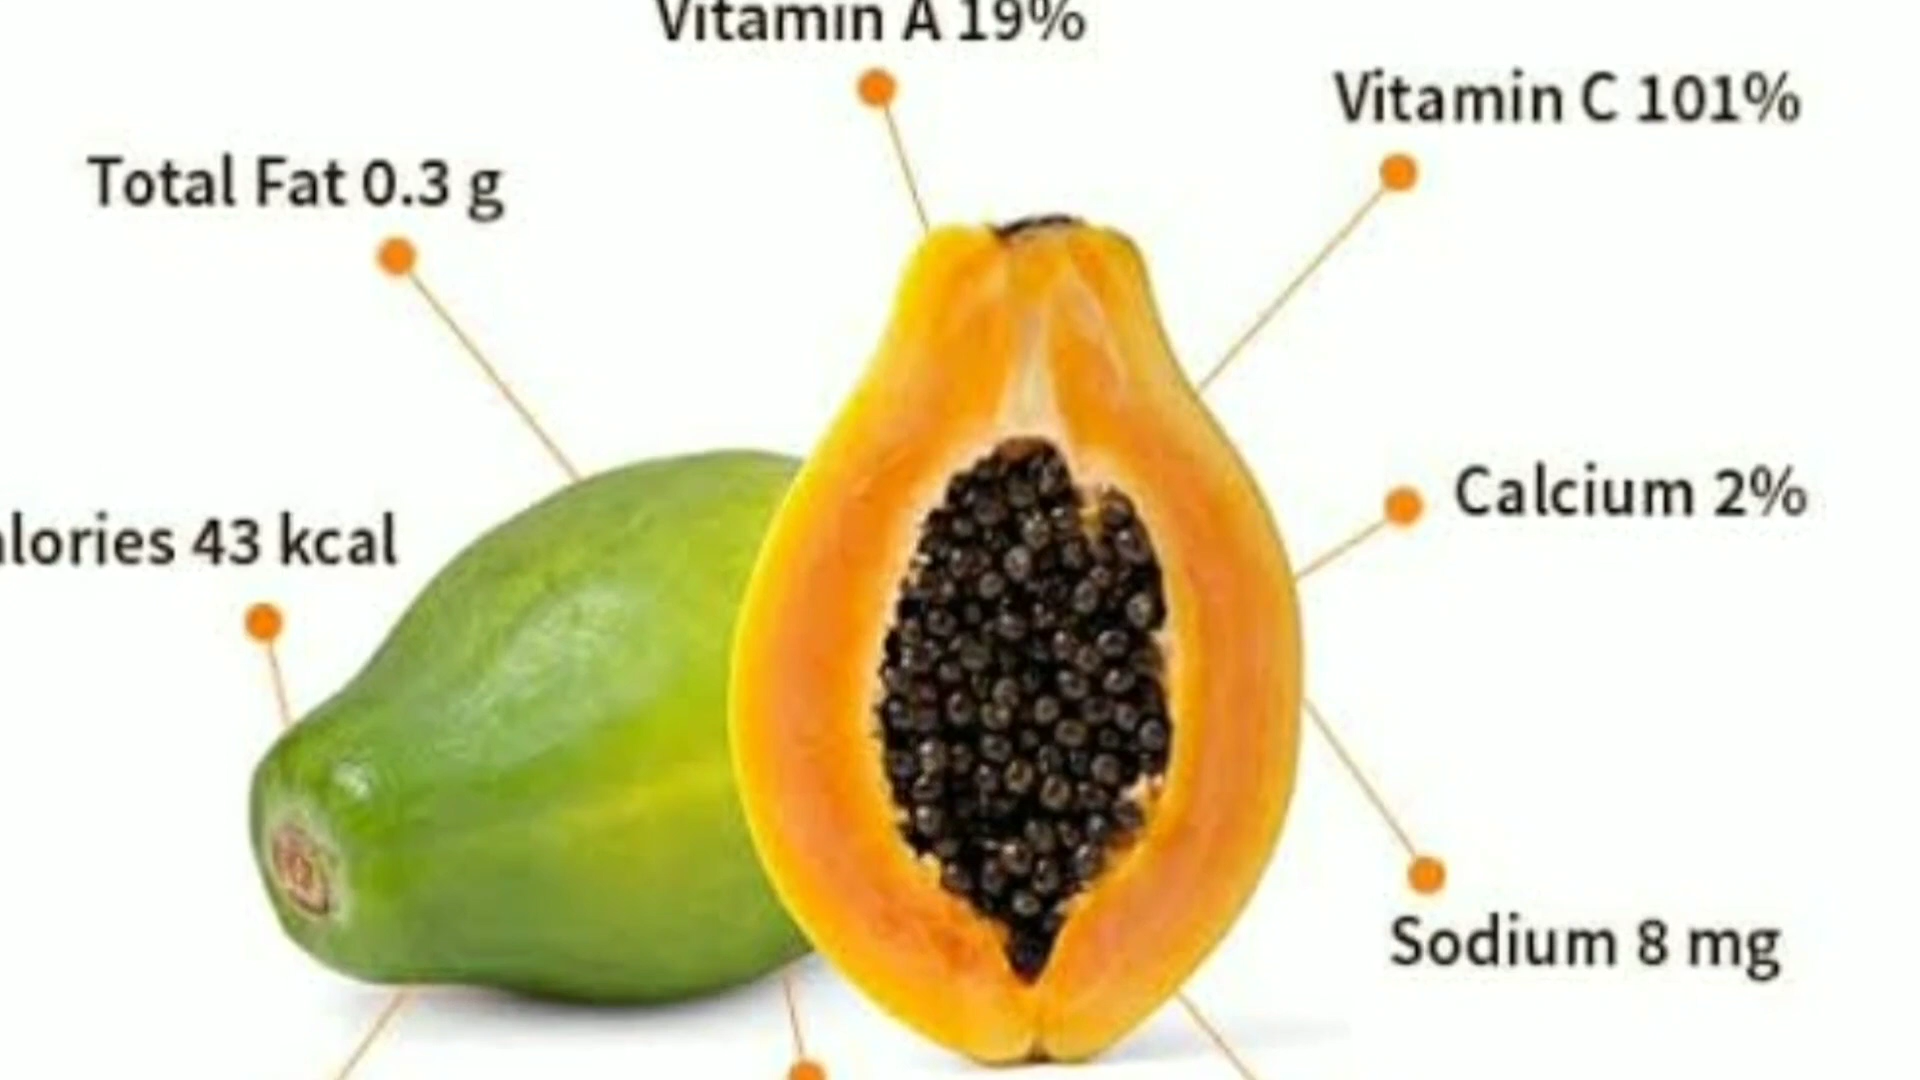 Vitamin A 19%
Vitamin C 101%
Total Fat 0.3 g
Calcium 2%
alories 43 kcal
Sodium 8 mg